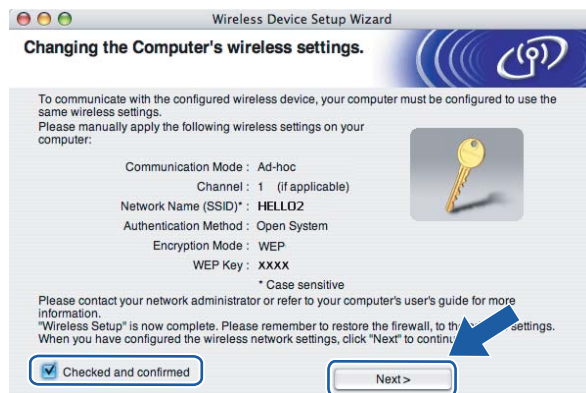 Wireless Device Setup Wizard
Changing the Computer's wireless settings.
To communicate with the configured wireless device, your computer must be configured to use the
same wireless settings.
Please manually apply the following wireless settings on your
computer:
Communication Mode : Ad-hoc
Channel : 1 (if applicable)
Network Name (SSID)* : HELLO2
Authentication Method : Open System
Encryption Mode : WEP
WEP Key : XXXX
* Case sensitive
Please contact your network administrator or refer to your computer's user's guide for more
information.
"Wireless Setup" is now complete. Please remember to restore the firewall, to settings.
When you have configured the wireless network settings, click "Next" to
Checked and confirmed
Next >